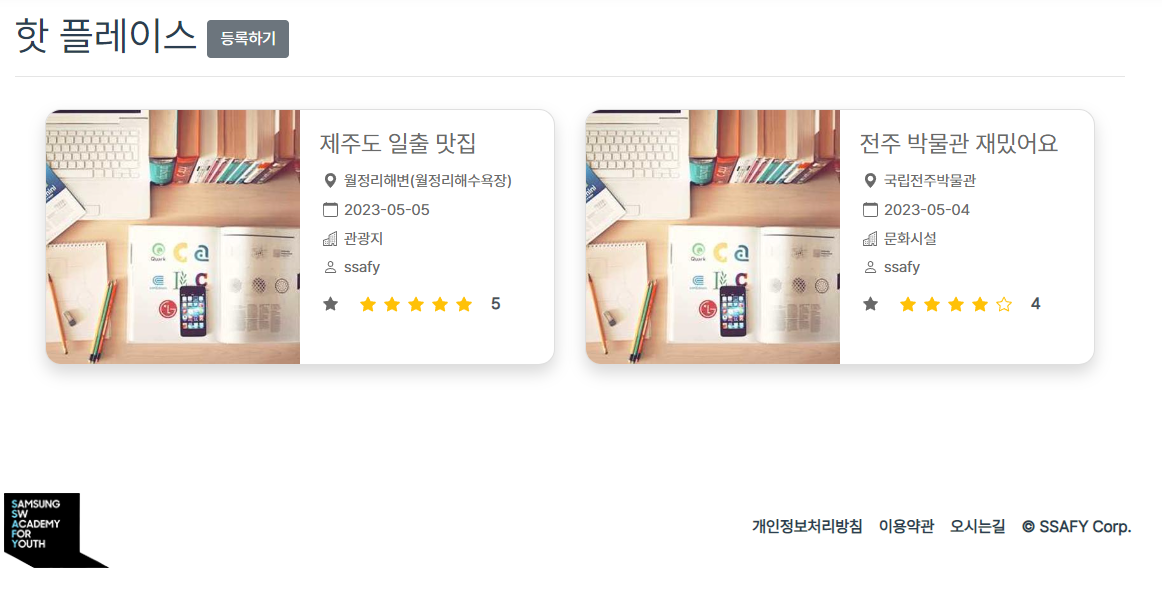 핫 플레이스 등록하기
제주도 일출 맛집
월정리해변(월정리해수욕장)
2023-05-05
관광지
ssafy
5
Quark
C a
C
LG
전주 박물관 재밌어요
국립전주박물관
2023-05-04
문화시설
ssafy
4
Quark
C a
C
LG
SAMSUNG
SW
ACADEMY
FOR
YOUTH
개인정보처리방침 이용약관 오시는길 © SSAFY Corp.